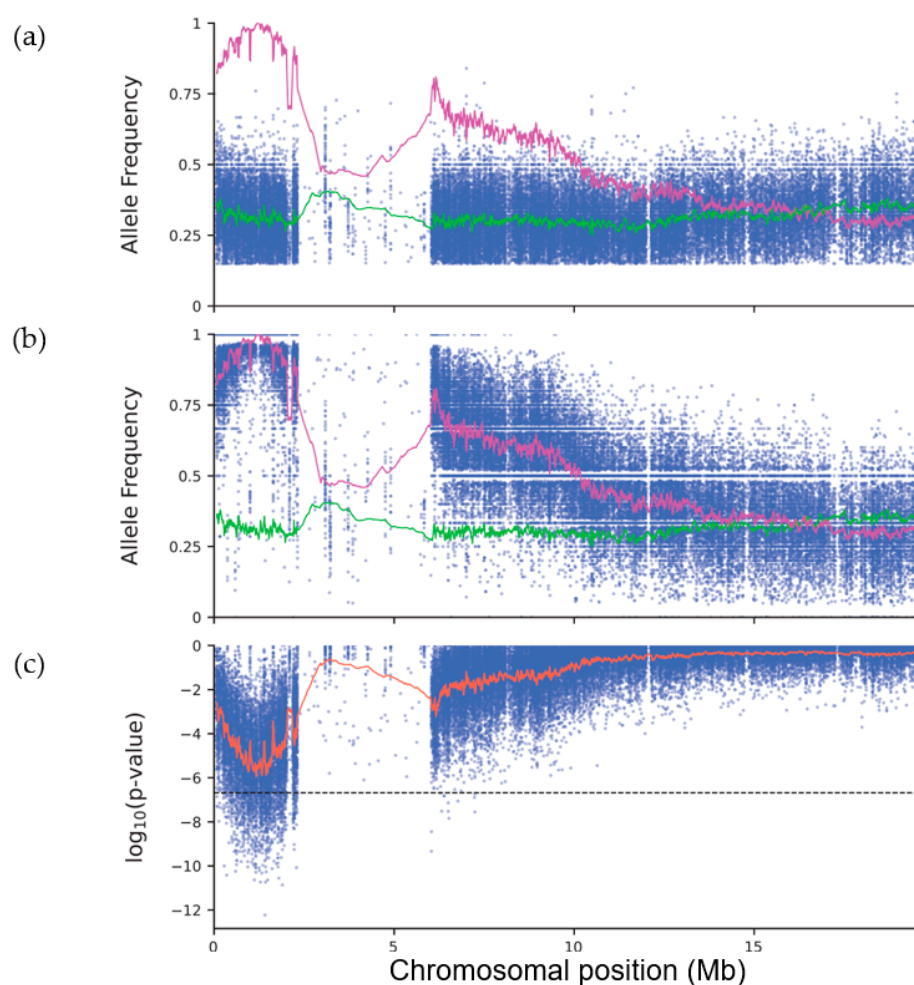 (a)
Allele Frequency
1
0.75
0.5
0.25
0
(b)
Allele Frequency
1
0.75
0.5
0.25
0
(c)
log₁₀(p-value)
0
−2
−4
−6
−8
−10
−12
0 5 10 15
Chromosomal position (Mb)